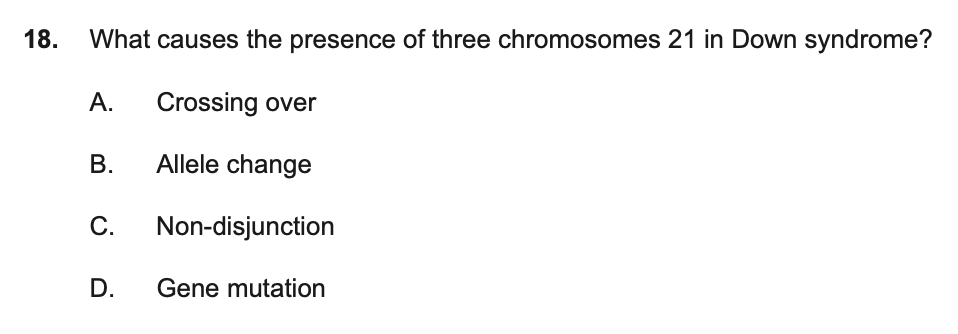 18. What causes the presence of three chromosomes 21 in Down syndrome?
A. Crossing over
B. Allele change
C. Non-disjunction
D. Gene mutation